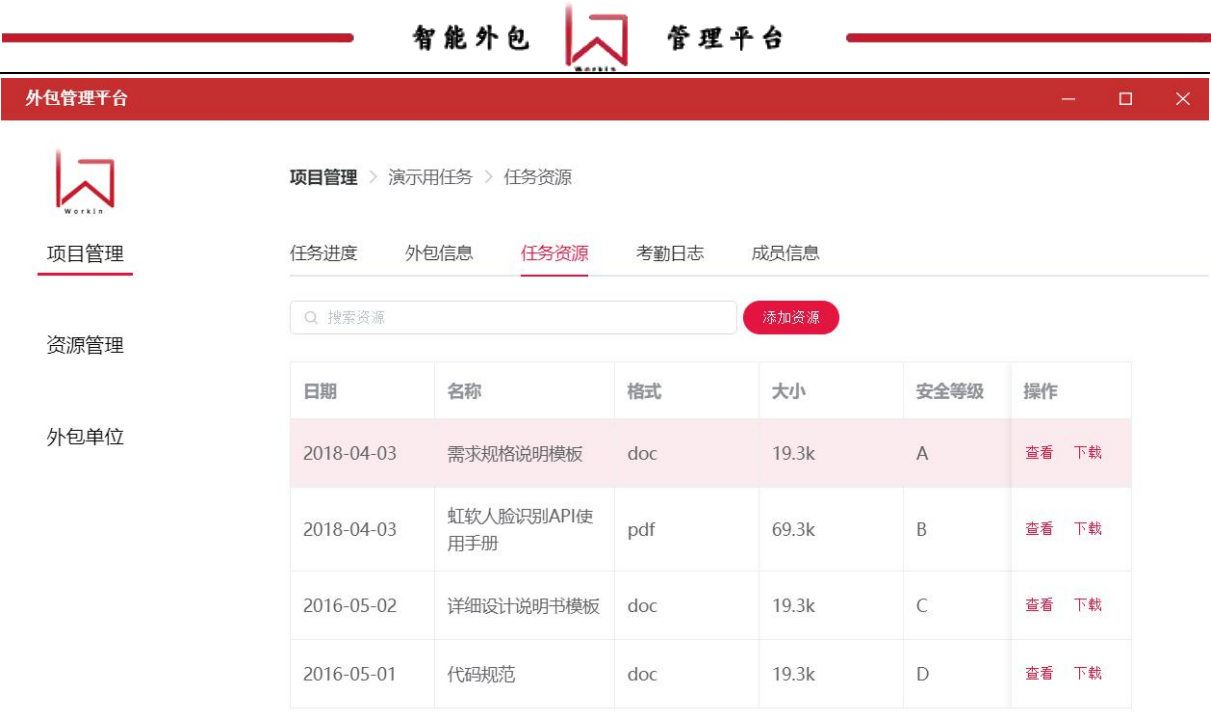 智能外包 Workin 管理平台
外包管理平台
Workin
项目管理 > 演示用任务 > 任务资源
项目管理
任务进度 外包信息 任务资源 考勤日志 成员信息
搜索资源 添加资源
资源管理
日期 名称 格式 大小 安全等级 操作
外包单位
2018-04-03 需求规格说明模板 doc 19.3k A 查看 下载
2018-04-03 虹软人脸识别API使 pdf 69.3k B 查看 下载
用手册
2016-05-02 详细设计说明书模板 doc 19.3k C 查看 下载
2016-05-01 代码规范 doc 19.3k D 查看 下载